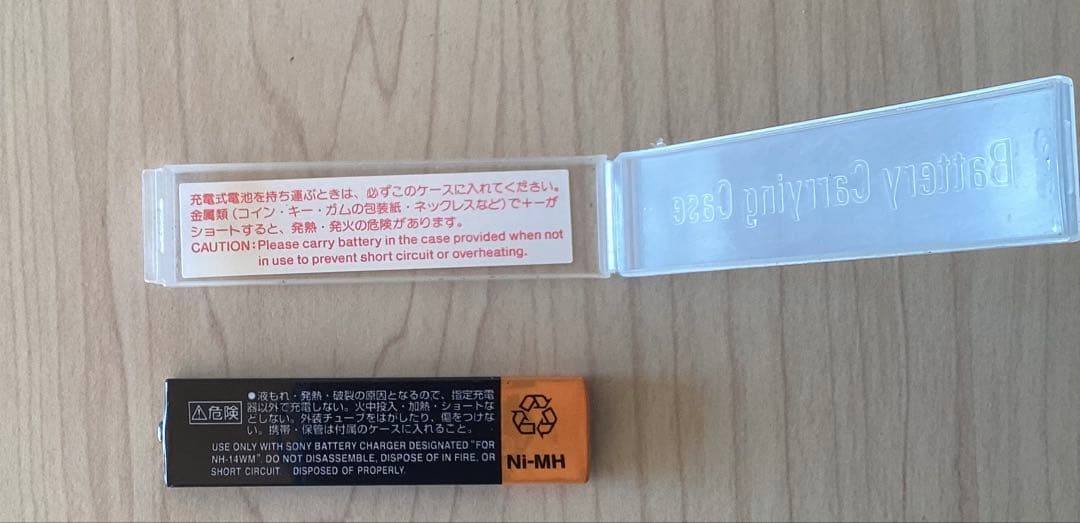 充電式電池を持ち運ぶときは、必ずこのケースに入れてください。
金属類(コイン・キー・ガムの包装紙・ネックレスなど)で+ーが
ショートすると、発熱・発火の危険があります。
CAUTION:Please carry battery in the case provided when not
in use to prevent short circuit or overheating.
Battery Carrying Case
⚠危険
●液もれ・発熱・破裂の原因となるので、指定充電
器以外で充電しない。火中投入・加熱・ショートな
どしない。外装チューブをはがしたり、傷をつけな
い。携帯・保管は付属のケースに入れること。
USE ONLY WITH SONY BATTERY CHARGER DESIGNATED "FOR
NH-14WM". DO NOT DISASSEMBLE, DISPOSE OF IN FIRE, OR
SHORT CIRCUIT. DISPOSED OF PROPERLY.
Ni-MH